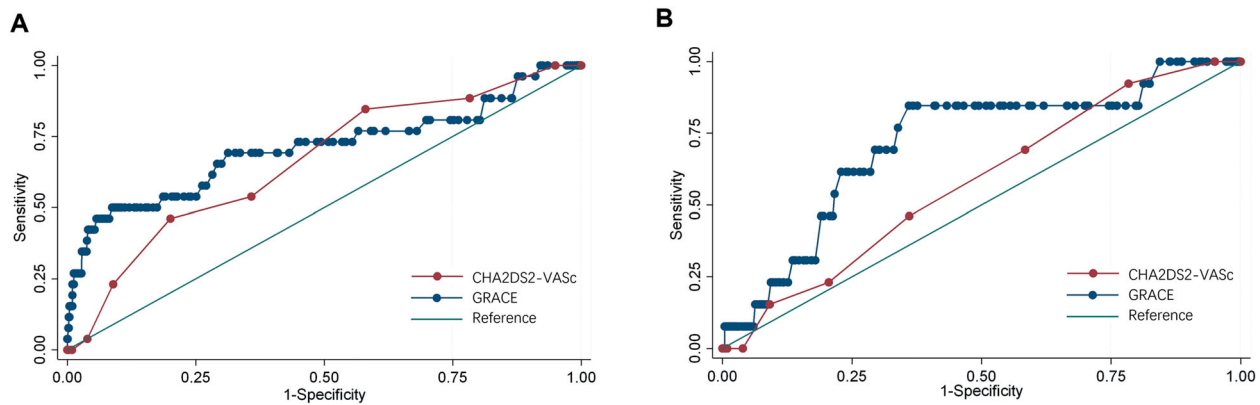 A
Sensitivity
1.00
0.75
0.50
0.25
0.00
CHA2DS2-VASc
GRACE
Reference
0.00 0.25 0.50 0.75 1.00
1-Specificity
B
Sensitivity
1.00
0.75
0.50
0.25
0.00
CHA2DS2-VASc
GRACE
Reference
0.00 0.25 0.50 0.75 1.00
1-Specificity